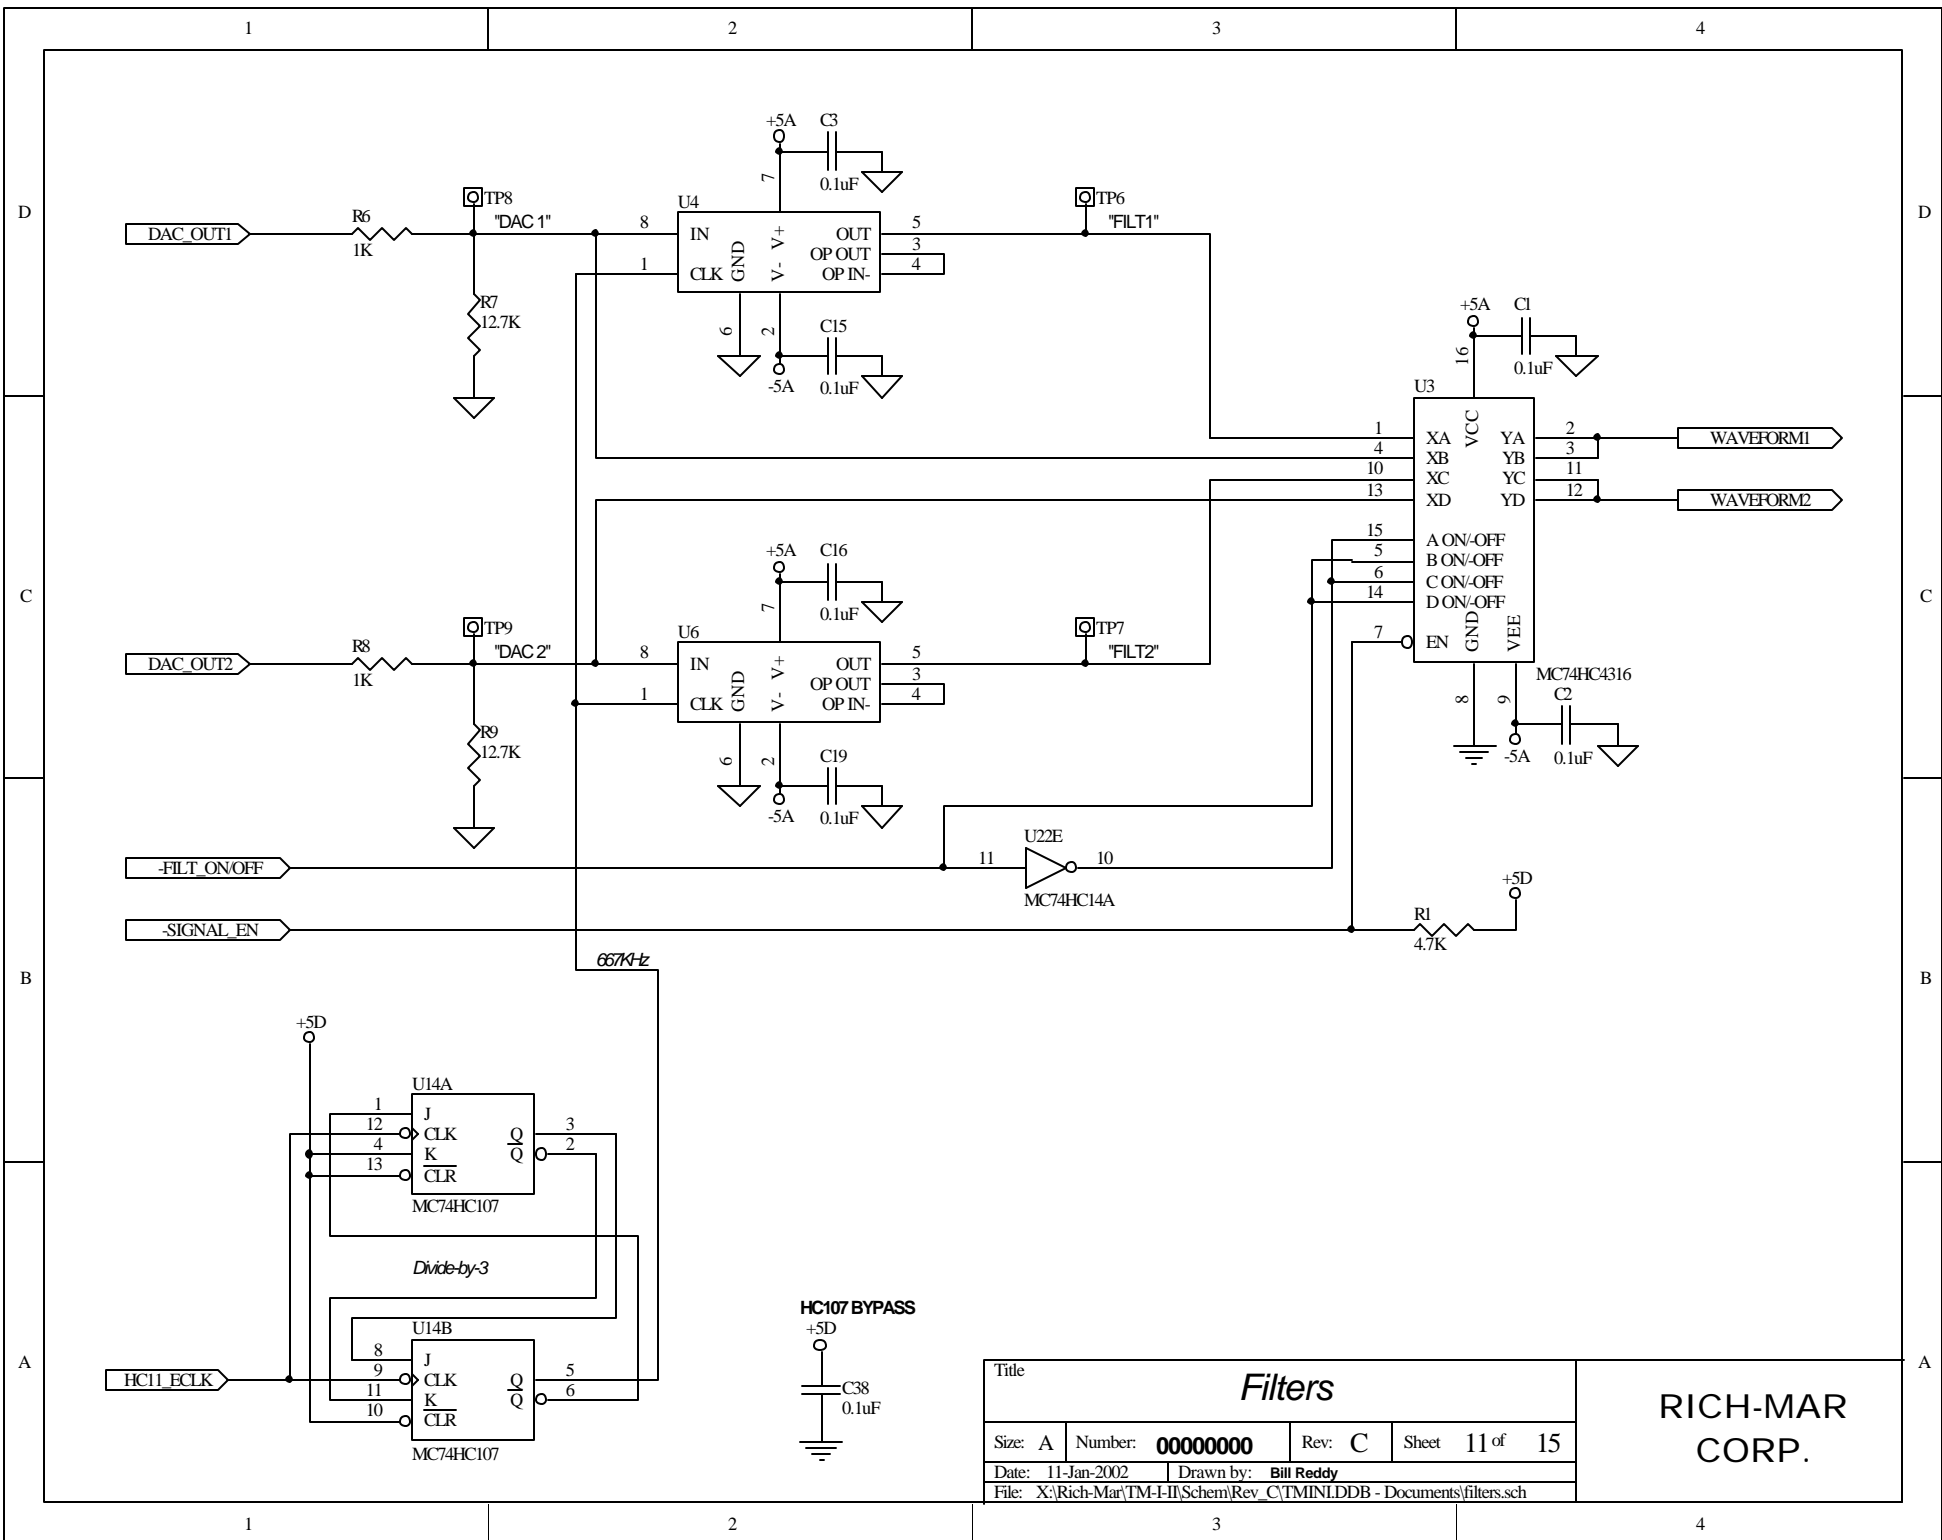 1 2 3 4
D
D
C
C
B
B
A
A
+5A
C3
0.1uF
7
TP8
"DAC 1"
DAC_OUT1
R6
1K
R7
12.7K
U4
8
IN
1
CLK
GND
V+
V-
OUT
5
OP OUT
3
OP IN-
4
6
2
C15
0.1uF
-5A
TP6
"FILT1"
+5A
C1
0.1uF
16
U3
1
XA
4
XB
10
XC
13
XD
VCC
YA
2
YB
3
YC
11
YD
12
WAVEFORM1
WAVEFORM2
15
A ON/-OFF
5
B ON/-OFF
6
C ON/-OFF
14
D ON/-OFF
7
EN
GND
VEE
MC74HC4316
8
9
C2
0.1uF
-5A
+5A
C16
0.1uF
7
TP9
"DAC 2"
DAC_OUT2
R8
1K
R9
12.7K
U6
8
IN
1
CLK
GND
V+
V-
OUT
5
OP OUT
3
OP IN-
4
6
2
C19
0.1uF
-5A
TP7
"FILT2"
-FILT_ON/OFF
11
U22E
10
MC74HC14A
-SIGNAL_EN
R1
4.7K
+5D
667KHz
+5D
U14A
1
J
12
CLK
4
K
13
CLR
Q
3
Q
2
MC74HC107
Divide-by-3
U14B
8
J
9
CLK
11
K
10
CLR
Q
5
Q
6
MC74HC107
HC11_ECLK
HC107 BYPASS
+5D
C38
0.1uF
Title
Filters
Size: A Number: 00000000 Rev: C Sheet 11 of 15
Date: 11-Jan-2002 Drawn by: Bill Reddy
File: X:\Rich-Mar\TM-I-II\Schem\Rev_C\TMINI.DDB - Documents\filters.sch
RICH-MAR
CORP.
1 2 3 4